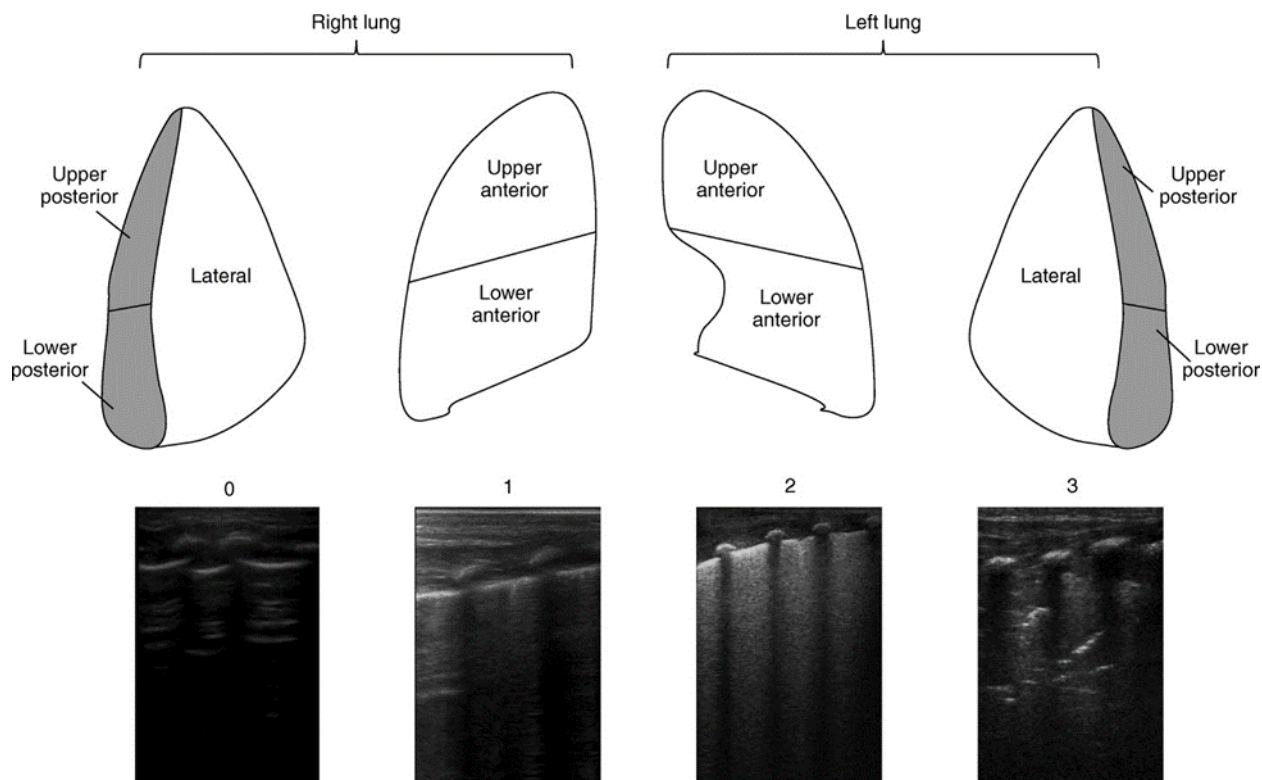 Right lung
Left lung
Upper
posterior
Lateral
Lower
posterior
Upper
anterior
Lower
anterior
Upper
anterior
Lower
anterior
Lateral
Upper
posterior
Lower
posterior
0
1
2
3